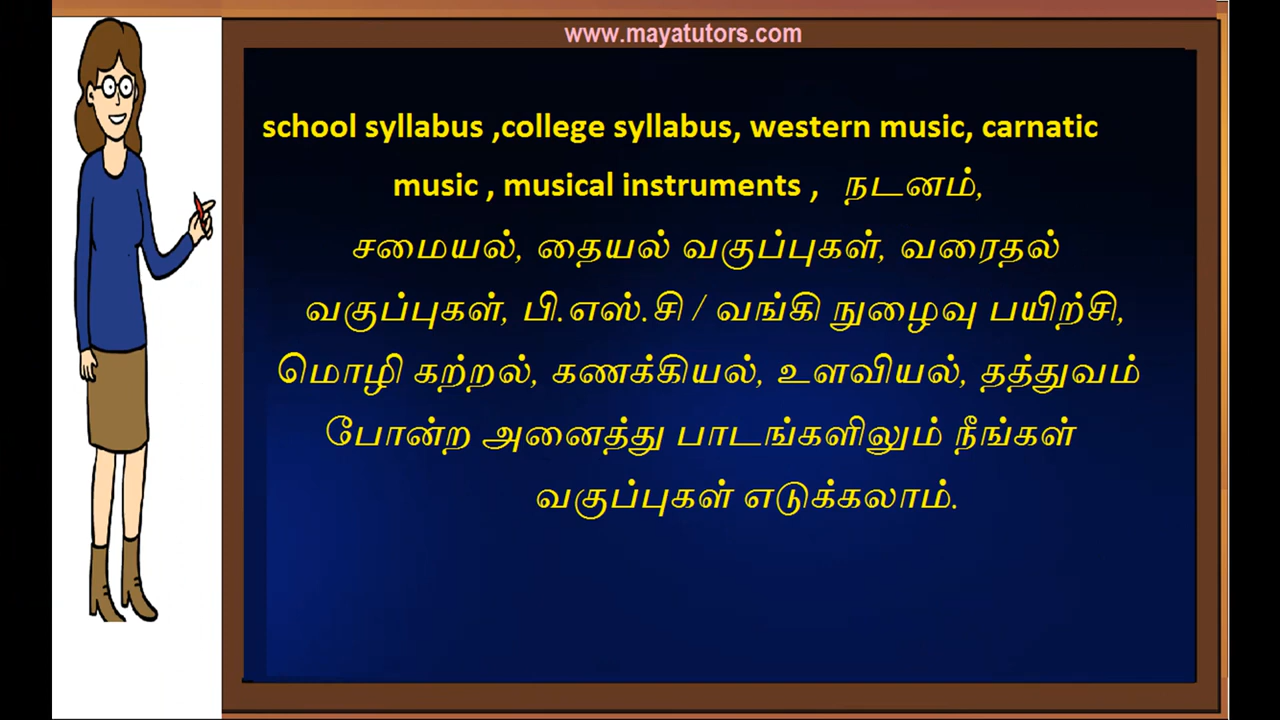 www.mayatutors.com
school syllabus ,college syllabus, western music, carnatic
music , musical instruments , நடனம்,
சமையல், தையல் வகுப்புகள், வரைதல்
வகுப்புகள், பி.எஸ்.சி / வங்கி நுழைவு பயிற்சி,
மொழி கற்றல், கணக்கியல், உளவியல், தத்துவம்
போன்ற அனைத்து பாடங்களிலும் நீங்கள்
வகுப்புகள் எடுக்கலாம்.